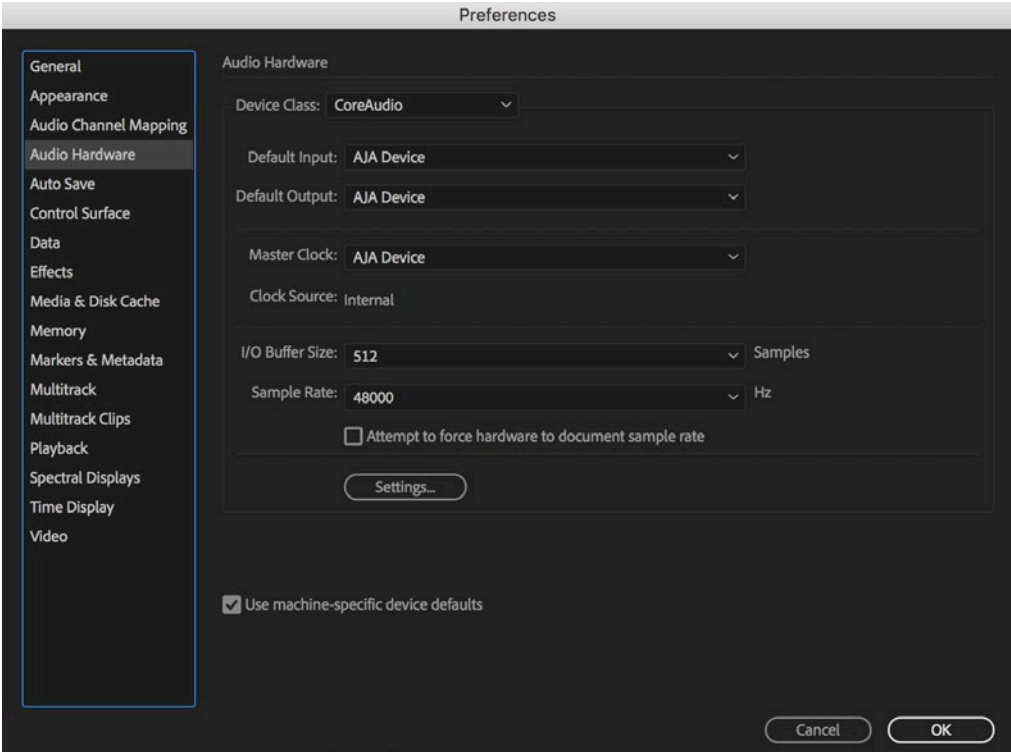 Preferences
General
Appearance
Audio Channel Mapping
Audio Hardware
Auto Save
Control Surface
Data
Effects
Media & Disk Cache
Memory
Markers & Metadata
Multitrack
Multitrack Clips
Playback
Spectral Displays
Time Display
Video
Audio Hardware
Device Class: CoreAudio
Default Input: AJA Device
Default Output: AJA Device
Master Clock: AJA Device
Clock Source: Internal
I/O Buffer Size: 512 Samples
Sample Rate: 48000 Hz
Attempt to force hardware to document sample rate
Settings...
Use machine-specific device defaults
Cancel OK